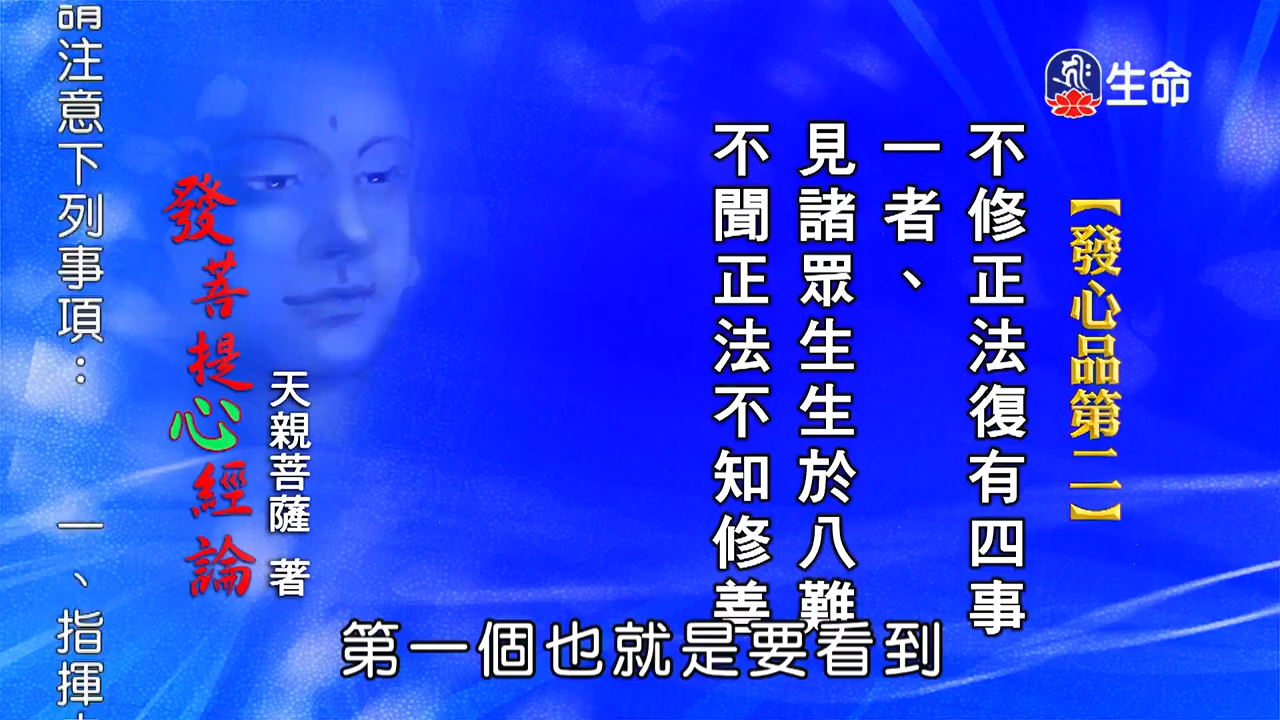 生命
【發心品第二】
不修正法復有四事
一者、
見諸眾生生於八難
不聞正法不知修善
天親菩薩 著
發菩提心經論
注意下列事項： 一、指揮
第一個也就是要看到